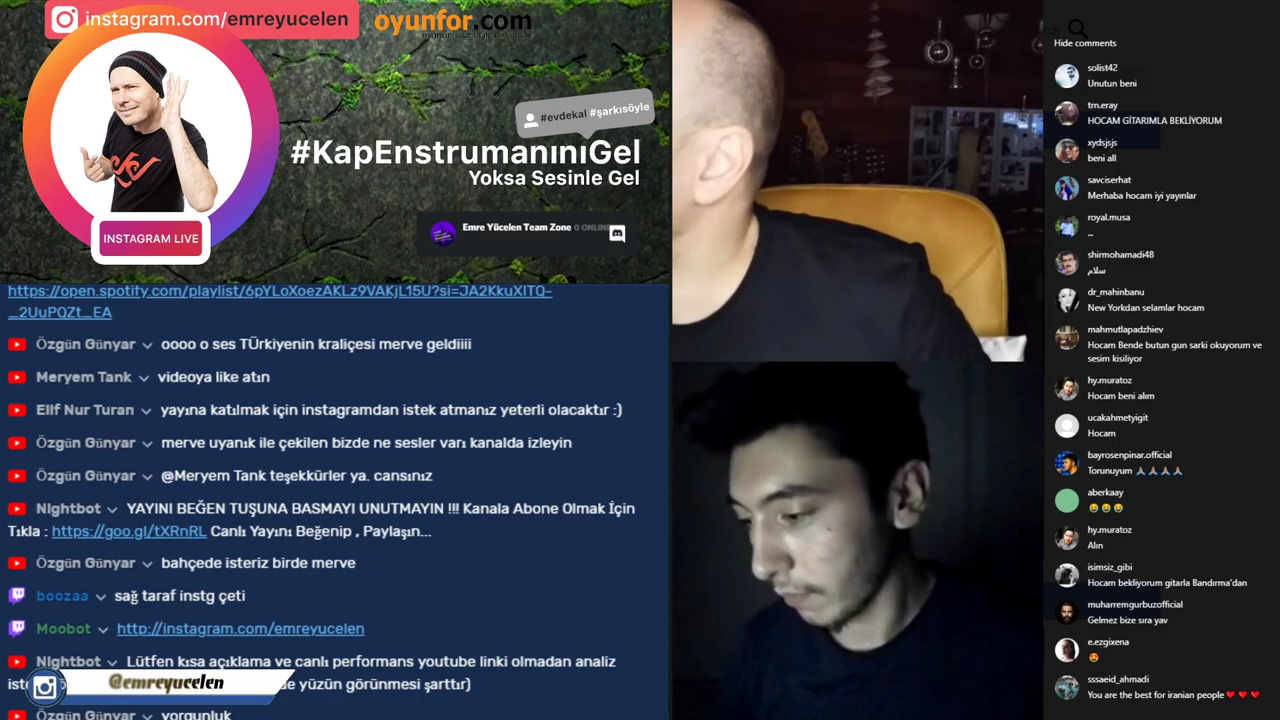 instagram.com/emreyucelen
oyunfor.com
#evdekal #şarkısöyle
#KapEnstrumanınıGel
Yoksa Sesinle Gel
INSTAGRAM LIVE
Emre Yücelen Team Zone 0 ONLINE
https://open.spotify.com/playlist/6pYLoXoezAKLz9VAKjL15U?si=JA2KkuXlTQ-
_2UuPQZt_EA
Özgün Günyar oooo o ses TÜrkiyenin kraliçesi merve geldiiii
Meryem Tank videoya like atın
Elif Nur Turan yayına katılmak için instagramdan istek atmanız yeterli olacaktır :)
Özgün Günyar merve uyanık ile çekilen bizde ne sesler varı kanalda izleyin
Özgün Günyar @Meryem Tank teşekkürler ya. cansınız
Nightbot YAYINI BEĞEN TUŞUNA BASMAYI UNUTMAYIN !!! Kanala Abone Olmak İçin
Tıkla : https://goo.gl/tXRnRL Canlı Yayını Beğenip , Paylaşın...
Özgün Günyar bahçede isteriz birde merve
boozaa sağ taraf instg çeti
Moobot http://instagram.com/emreyucelen
Nightbot Lütfen kısa açıklama ve canlı performans youtube linki olmadan analiz
yüzün görünmesi şarttır)
@emreyucelen
Özgün Günyar yorgunluk
Hide comments
solist42
Unutun beni
trn.eray
HOCAM GİTARIMLA BEKLİYORUM
xydsjsjs
beni all
savciserhat
Merhaba hocam iyi yayınlar
royal.musa
..
shirmohamadi48
سلام
dr_mahinbanu
New Yorkdan selamlar hocam
mahmutlapadzhiev
Hocam Bende butun gun sarki okuyorum ve
sesim kisiliyor
hy.muratoz
Hocam beni alım
ucakahmetyigit
Hocam
bayrosenpinar.official
Torunuyum 🙏🙏🙏🙏
aberkaay
😂😂😂
hy.muratoz
Alın
isimsiz_gibi
Hocam bekliyorum gitarla Bandırma'dan
muharremgurbuzofficial
Gelmez bize sıra yav
e.ezgixena
😍
sssaeid_ahmadi
You are the best for iranian people❤️❤️❤️